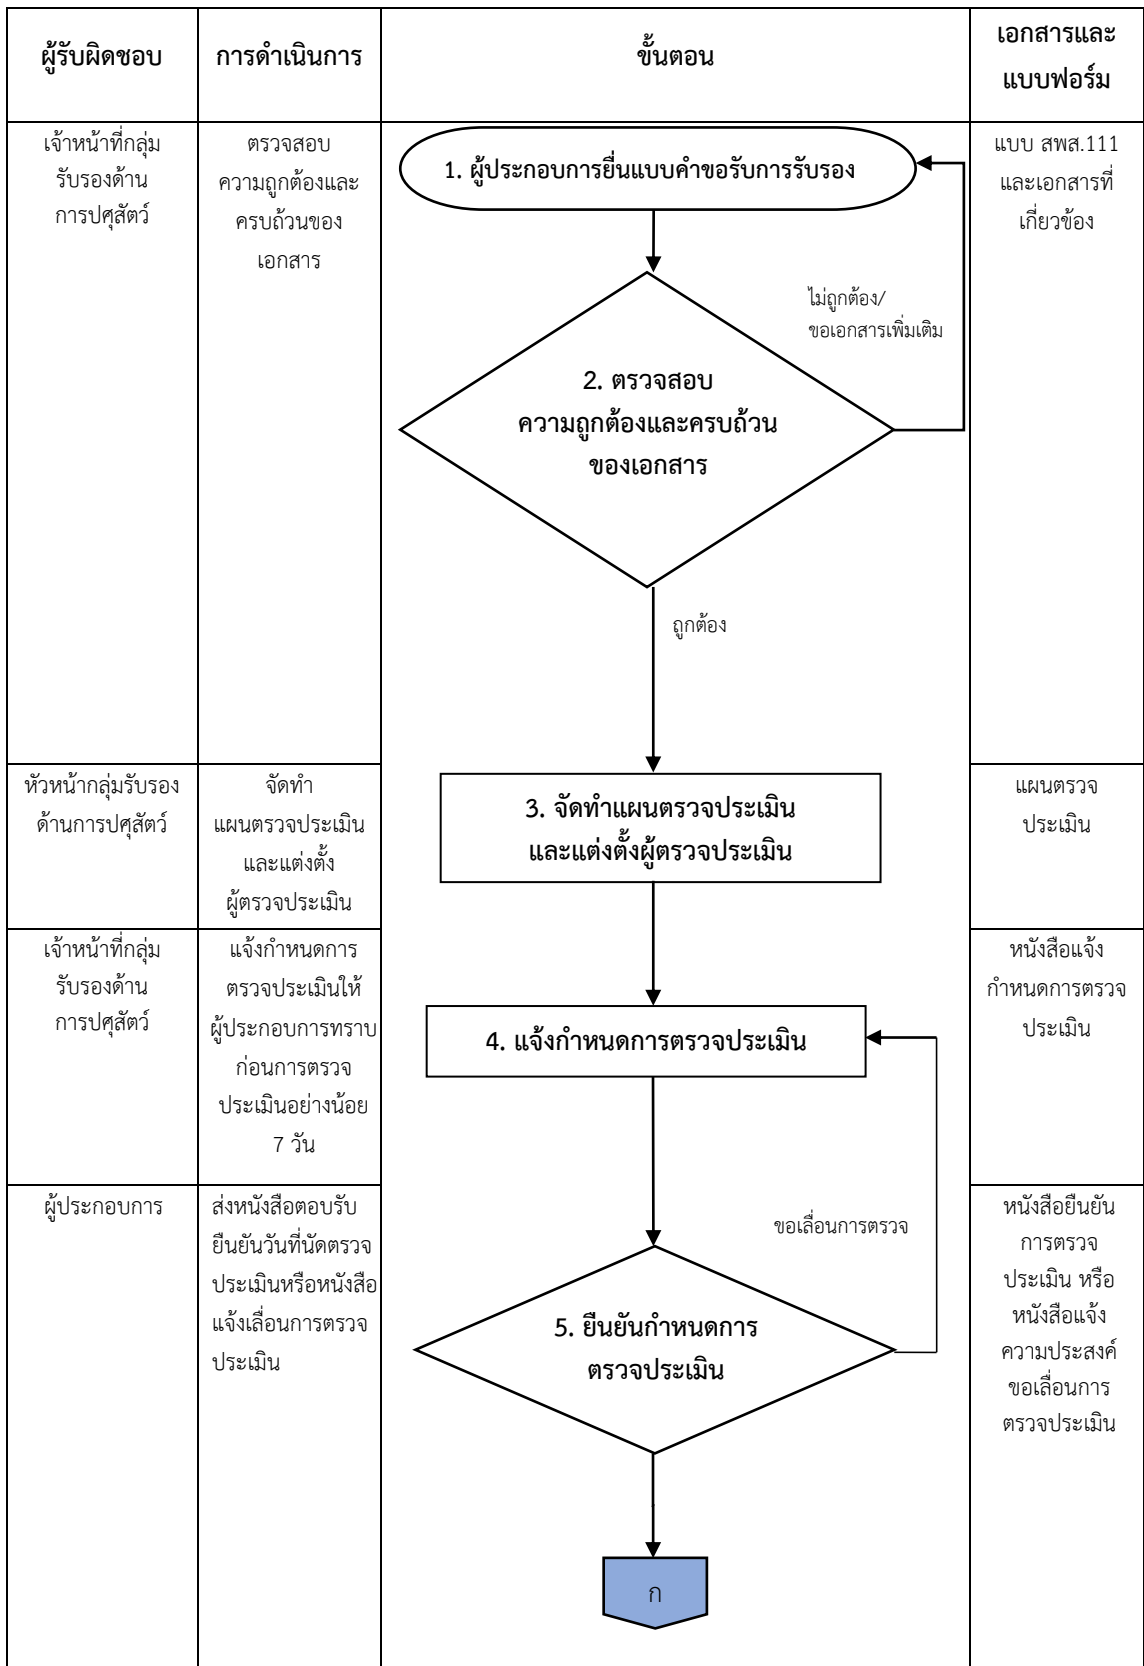 ผู้รับผิดชอบ
การดำเนินการ
ขั้นตอน
เอกสารและ
แบบฟอร์ม
เจ้าหน้าที่กลุ่ม
รับรองด้าน
การปศุสัตว์
ตรวจสอบ
ความถูกต้องและ
ครบถ้วนของ
เอกสาร
1. ผู้ประกอบการยื่นแบบคำขอรับการรับรอง
ไม่ถูกต้อง/
ขอเอกสารเพิ่มเติม
2. ตรวจสอบ
ความถูกต้องและครบถ้วน
ของเอกสาร
ถูกต้อง
แบบ สพส.111
และเอกสารที่
เกี่ยวข้อง
หัวหน้ากลุ่มรับรอง
ด้านการปศุสัตว์
จัดทำ
แผนตรวจประเมิน
และแต่งตั้ง
ผู้ตรวจประเมิน
3. จัดทำแผนตรวจประเมิน
และแต่งตั้งผู้ตรวจประเมิน
แผนตรวจ
ประเมิน
เจ้าหน้าที่กลุ่ม
รับรองด้าน
การปศุสัตว์
แจ้งกำหนดการ
ตรวจประเมินให้
ผู้ประกอบการทราบ
ก่อนการตรวจ
ประเมินอย่างน้อย
7 วัน
4. แจ้งกำหนดการตรวจประเมิน
หนังสือแจ้ง
กำหนดการตรวจ
ประเมิน
ผู้ประกอบการ
ส่งหนังสือตอบรับ
ยืนยันวันที่นัดตรวจ
ประเมินหรือหนังสือ
แจ้งเลื่อนการตรวจ
ประเมิน
ขอเลื่อนการตรวจ
5. ยืนยันกำหนดการ
ตรวจประเมิน
ก
หนังสือยืนยัน
การตรวจ
ประเมิน หรือ
หนังสือแจ้ง
ความประสงค์
ขอเลื่อนการ
ตรวจประเมิน